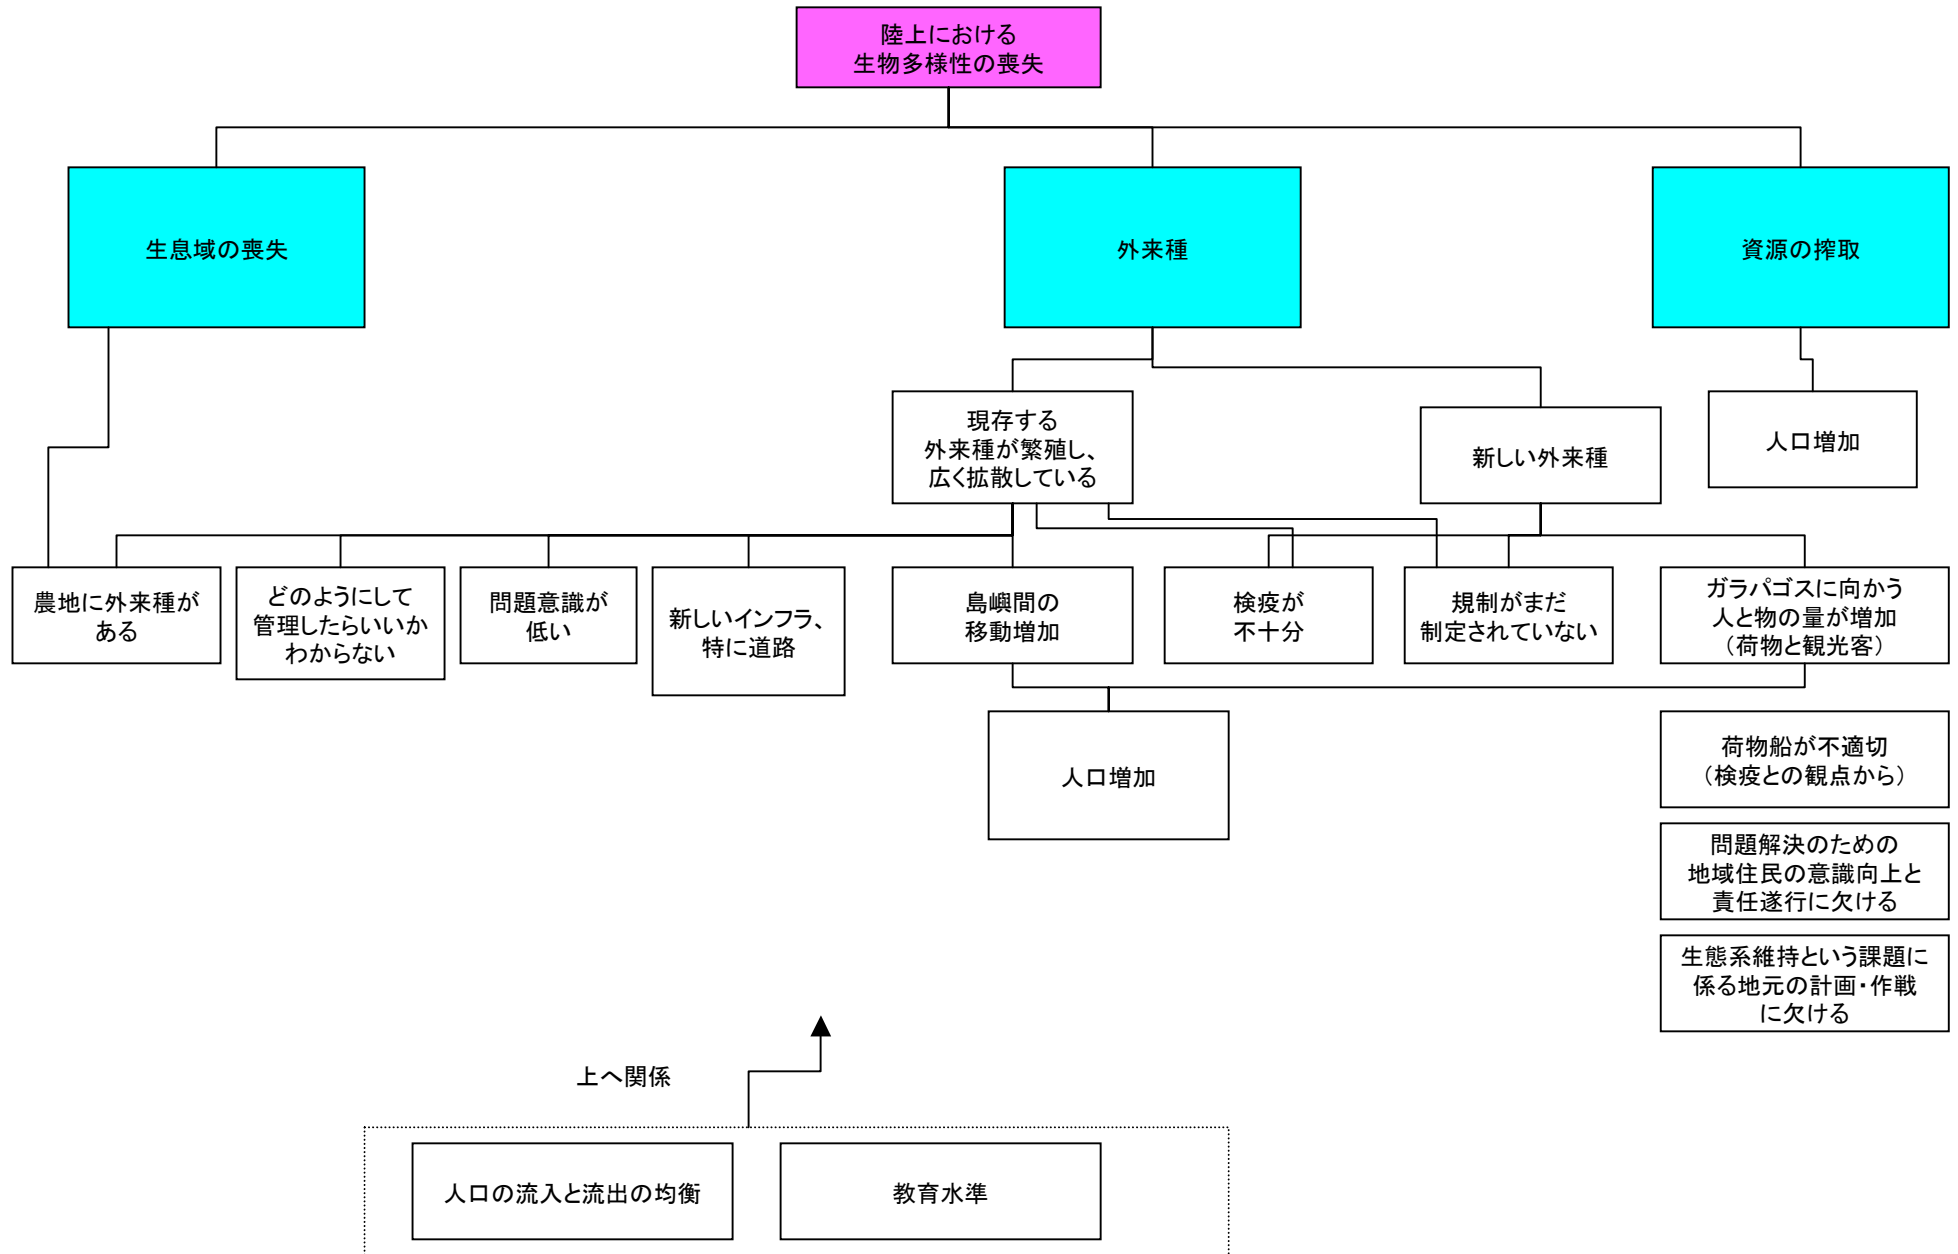 陸上における
生物多様性の喪失
生息域の喪失
外来種
資源の搾取
現存する
外来種が繁殖し、
広く拡散している
新しい外来種
人口増加
農地に外来種が
ある
どのようにして
管理したらいいか
わからない
問題意識が
低い
新しいインフラ、
特に道路
島嶼間の
移動増加
検疫が
不十分
規制がまだ
制定されていない
ガラパゴスに向かう
人と物の量が増加
（荷物と観光客）
人口増加
荷物船が不適切
（検疫との観点から）
問題解決のための
地域住民の意識向上と
責任遂行に欠ける
生態系維持という課題に
係る地元の計画・作戦
に欠ける
上へ関係
人口の流入と流出の均衡
教育水準